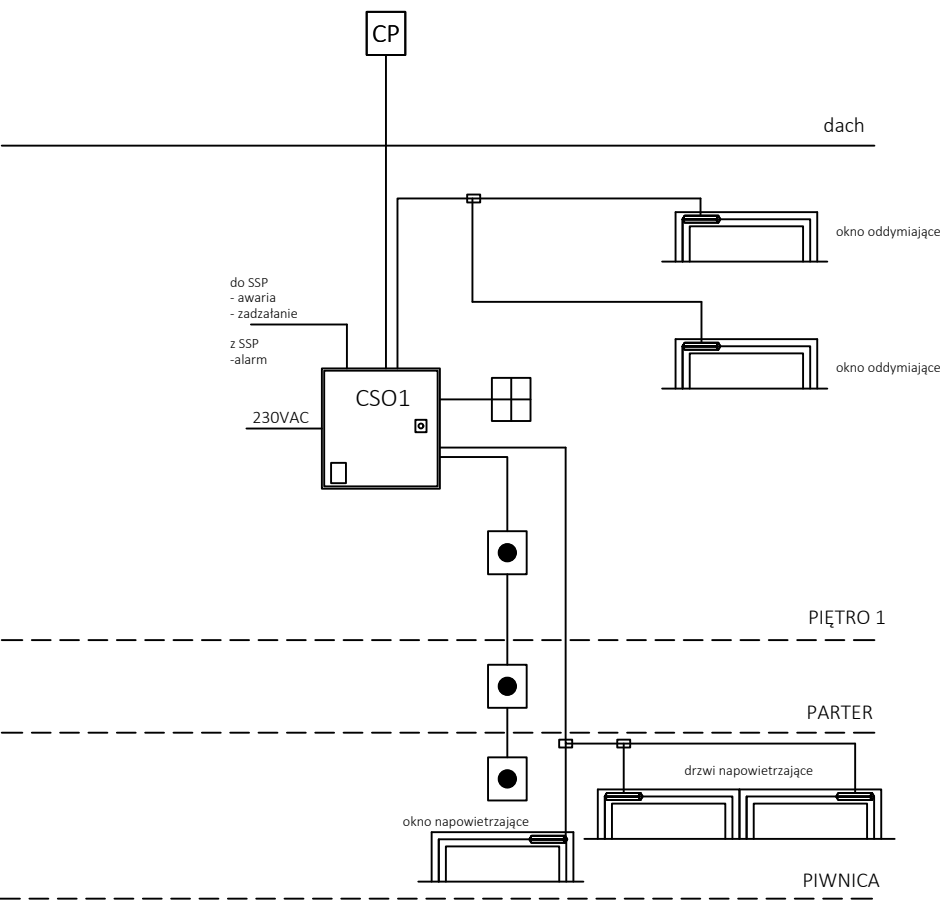 CP
dach
okno oddymiające
do SSP
- awaria
- zadzałanie
z SSP
-alarm
okno oddymiające
CSO1
230VAC
PIĘTRO 1
PARTER
drzwi napowietrzające
okno napowietrzające
PIWNICA